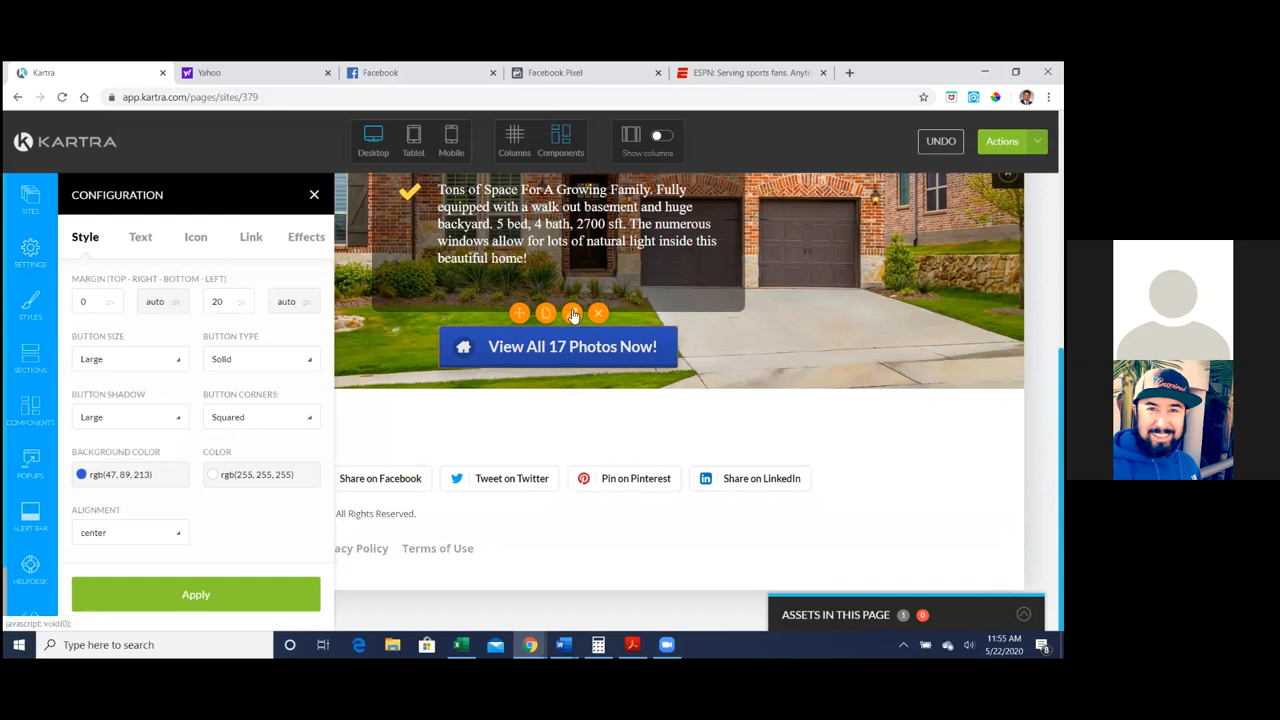 Kartra
Yahoo
Facebook
Facebook Pixel
ESPN: Serving sports fans. Anyti
app.kartra.com/pages/sites/379
KARTRA
Desktop
Tablet
Mobile
Columns
Components
Show columns
UNDO
Actions
SITES
SETTINGS
STYLES
SECTIONS
COMPONENTS
POPUPS
ALERT BAR
HELPDESK
CONFIGURATION
Style
Text
Icon
Link
Effects
MARGIN (TOP - RIGHT - BOTTOM - LEFT)
0 px
auto px
20 px
auto px
BUTTON SIZE
BUTTON TYPE
Large
Solid
BUTTON SHADOW
BUTTON CORNERS:
Large
Squared
BACKGROUND COLOR
COLOR
rgb(47, 89, 213)
rgb(255, 255, 255)
ALIGNMENT
center
Apply
javascript: void(0);
Tons of Space For A Growing Family. Fully
equipped with a walk out basement and huge
backyard. 5 bed, 4 bath, 2700 sft. The numerous
windows allow for lots of natural light inside this
beautiful home!
View All 17 Photos Now!
Share on Facebook
Tweet on Twitter
Pin on Pinterest
Share on LinkedIn
All Rights Reserved.
acy Policy
Terms of Use
ASSETS IN THIS PAGE 1 0
Type here to search
11:55 AM
5/22/2020
8